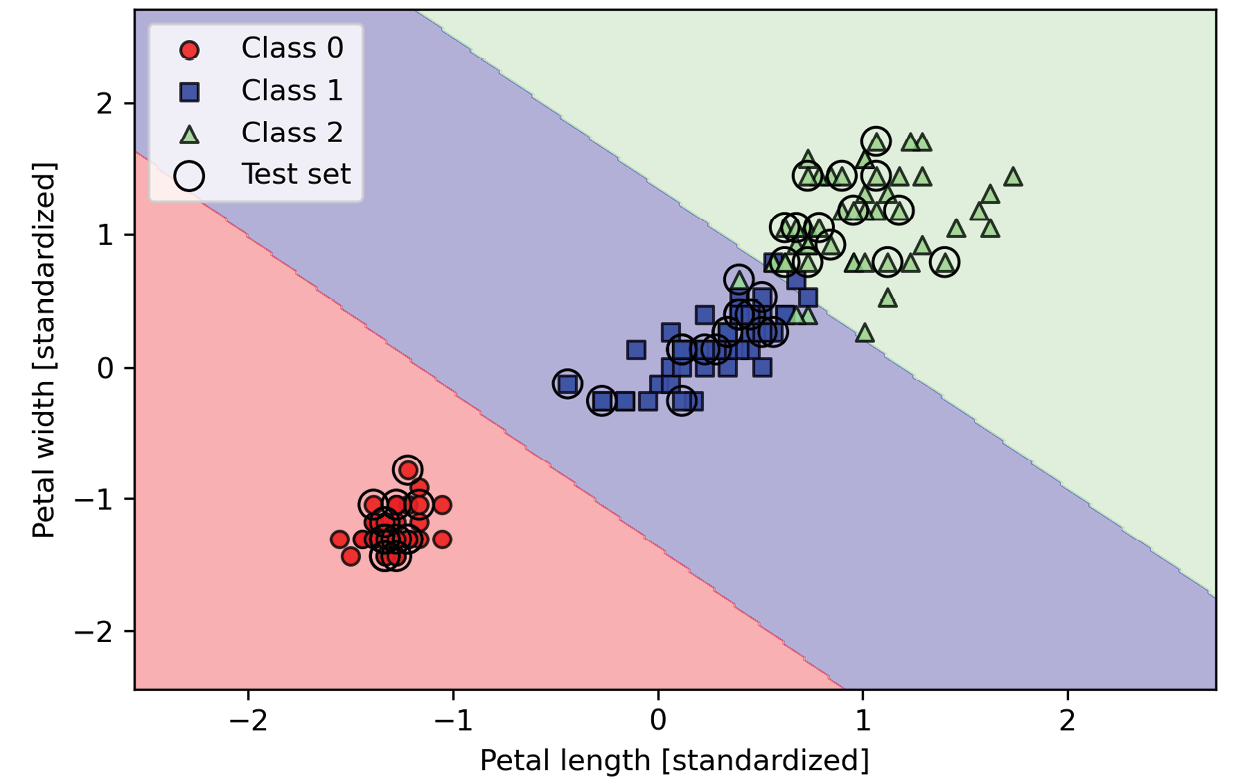 Class 0
Class 1
Class 2
Test set
2
1
0
−1
−2
Petal width [standardized]
−2
−1
0
1
2
Petal length [standardized]